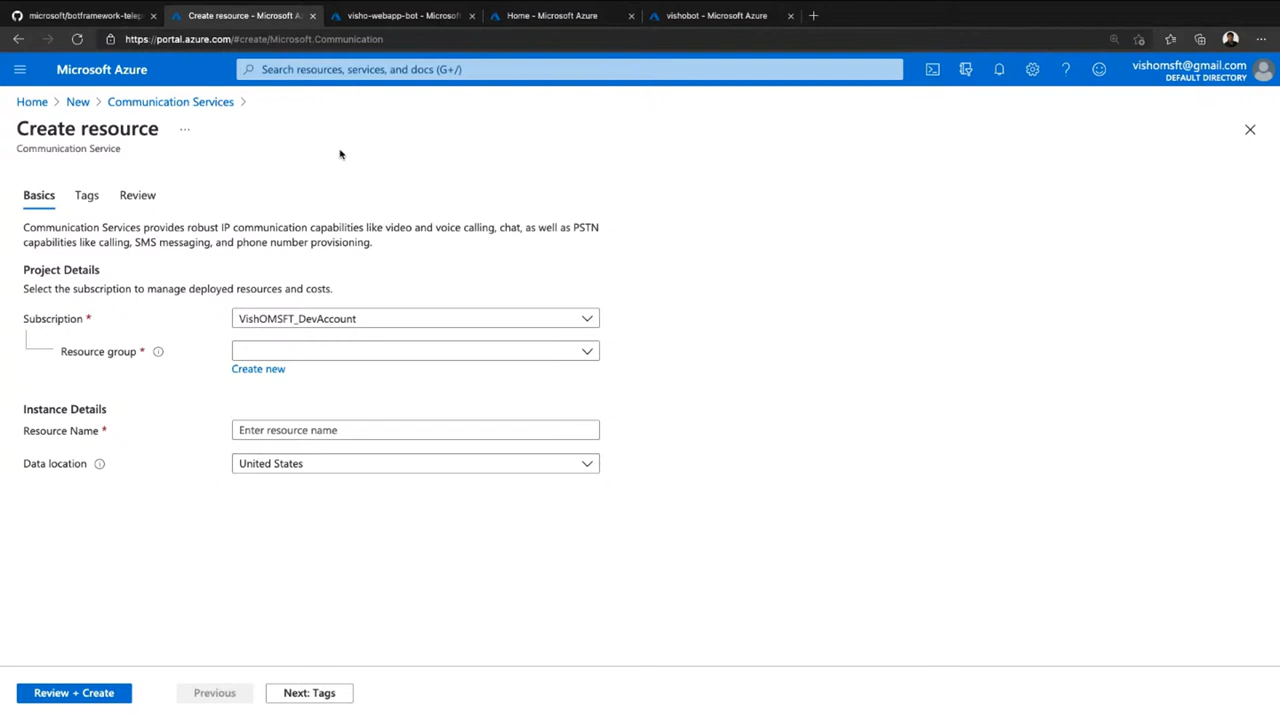 microsoft/botframework-telep
Create resource - Microsoft A
visho-webapp-bot - Microsoft
Home - Microsoft Azure
vishobot - Microsoft Azure
https://portal.azure.com/#create/Microsoft.Communication
Microsoft Azure
Search resources, services, and docs (G+/)
vishomsft@gmail.com
DEFAULT DIRECTORY
Home > New > Communication Services >
Create resource ...
Communication Service
Basics Tags Review
Communication Services provides robust IP communication capabilities like video and voice calling, chat, as well as PSTN
capabilities like calling, SMS messaging, and phone number provisioning.
Project Details
Select the subscription to manage deployed resources and costs.
Subscription * VishOMSFT_DevAccount
Resource group *
Create new
Instance Details
Resource Name * Enter resource name
Data location United States
Review + Create Previous Next: Tags